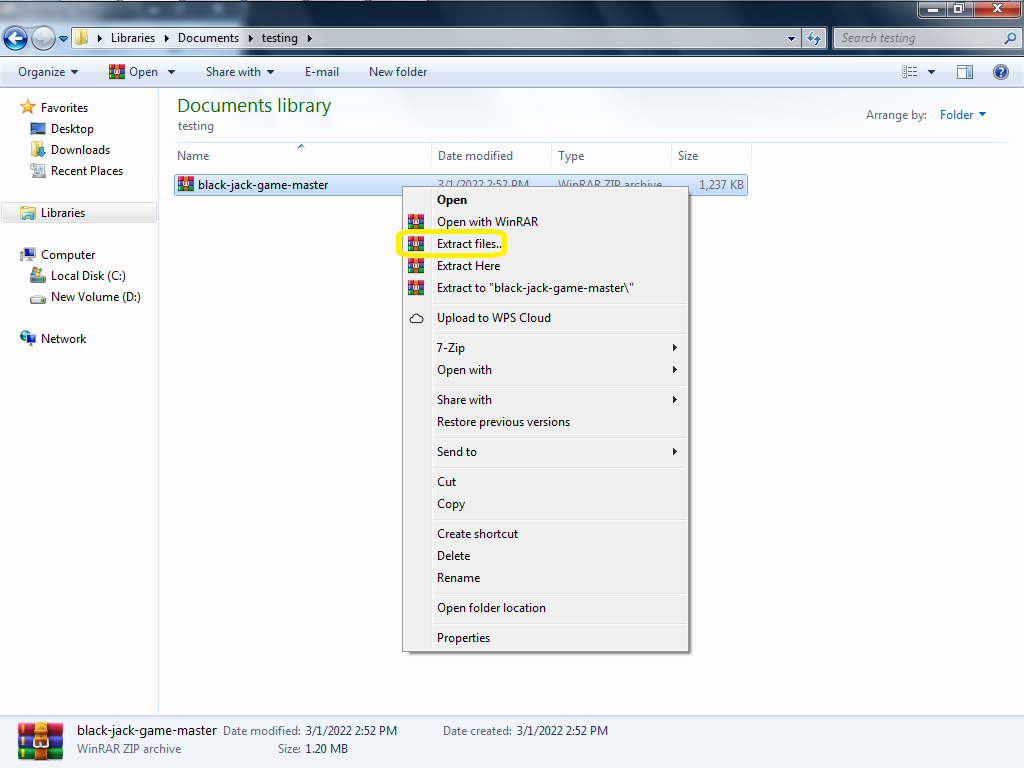 Libraries Documents testing Search testing
Organize Open Share with E-mail New folder
Favorites
Desktop
Downloads
Recent Places
Libraries
Computer
Local Disk (C:)
New Volume (D:)
Network
Documents library
testing
Arrange by: Folder
Name Date modified Type Size
black-jack-game-master 3/1/2022 2:52 PM WinRAR ZIP archive 1,237 KB
Open
Open with WinRAR
Extract files..
Extract Here
Extract to "black-jack-game-master\"
Upload to WPS Cloud
7-Zip
Open with
Share with
Restore previous versions
Send to
Cut
Copy
Create shortcut
Delete
Rename
Open folder location
Properties
black-jack-game-master Date modified: 3/1/2022 2:52 PM Date created: 3/1/2022 2:52 PM
WinRAR ZIP archive Size: 1.20 MB